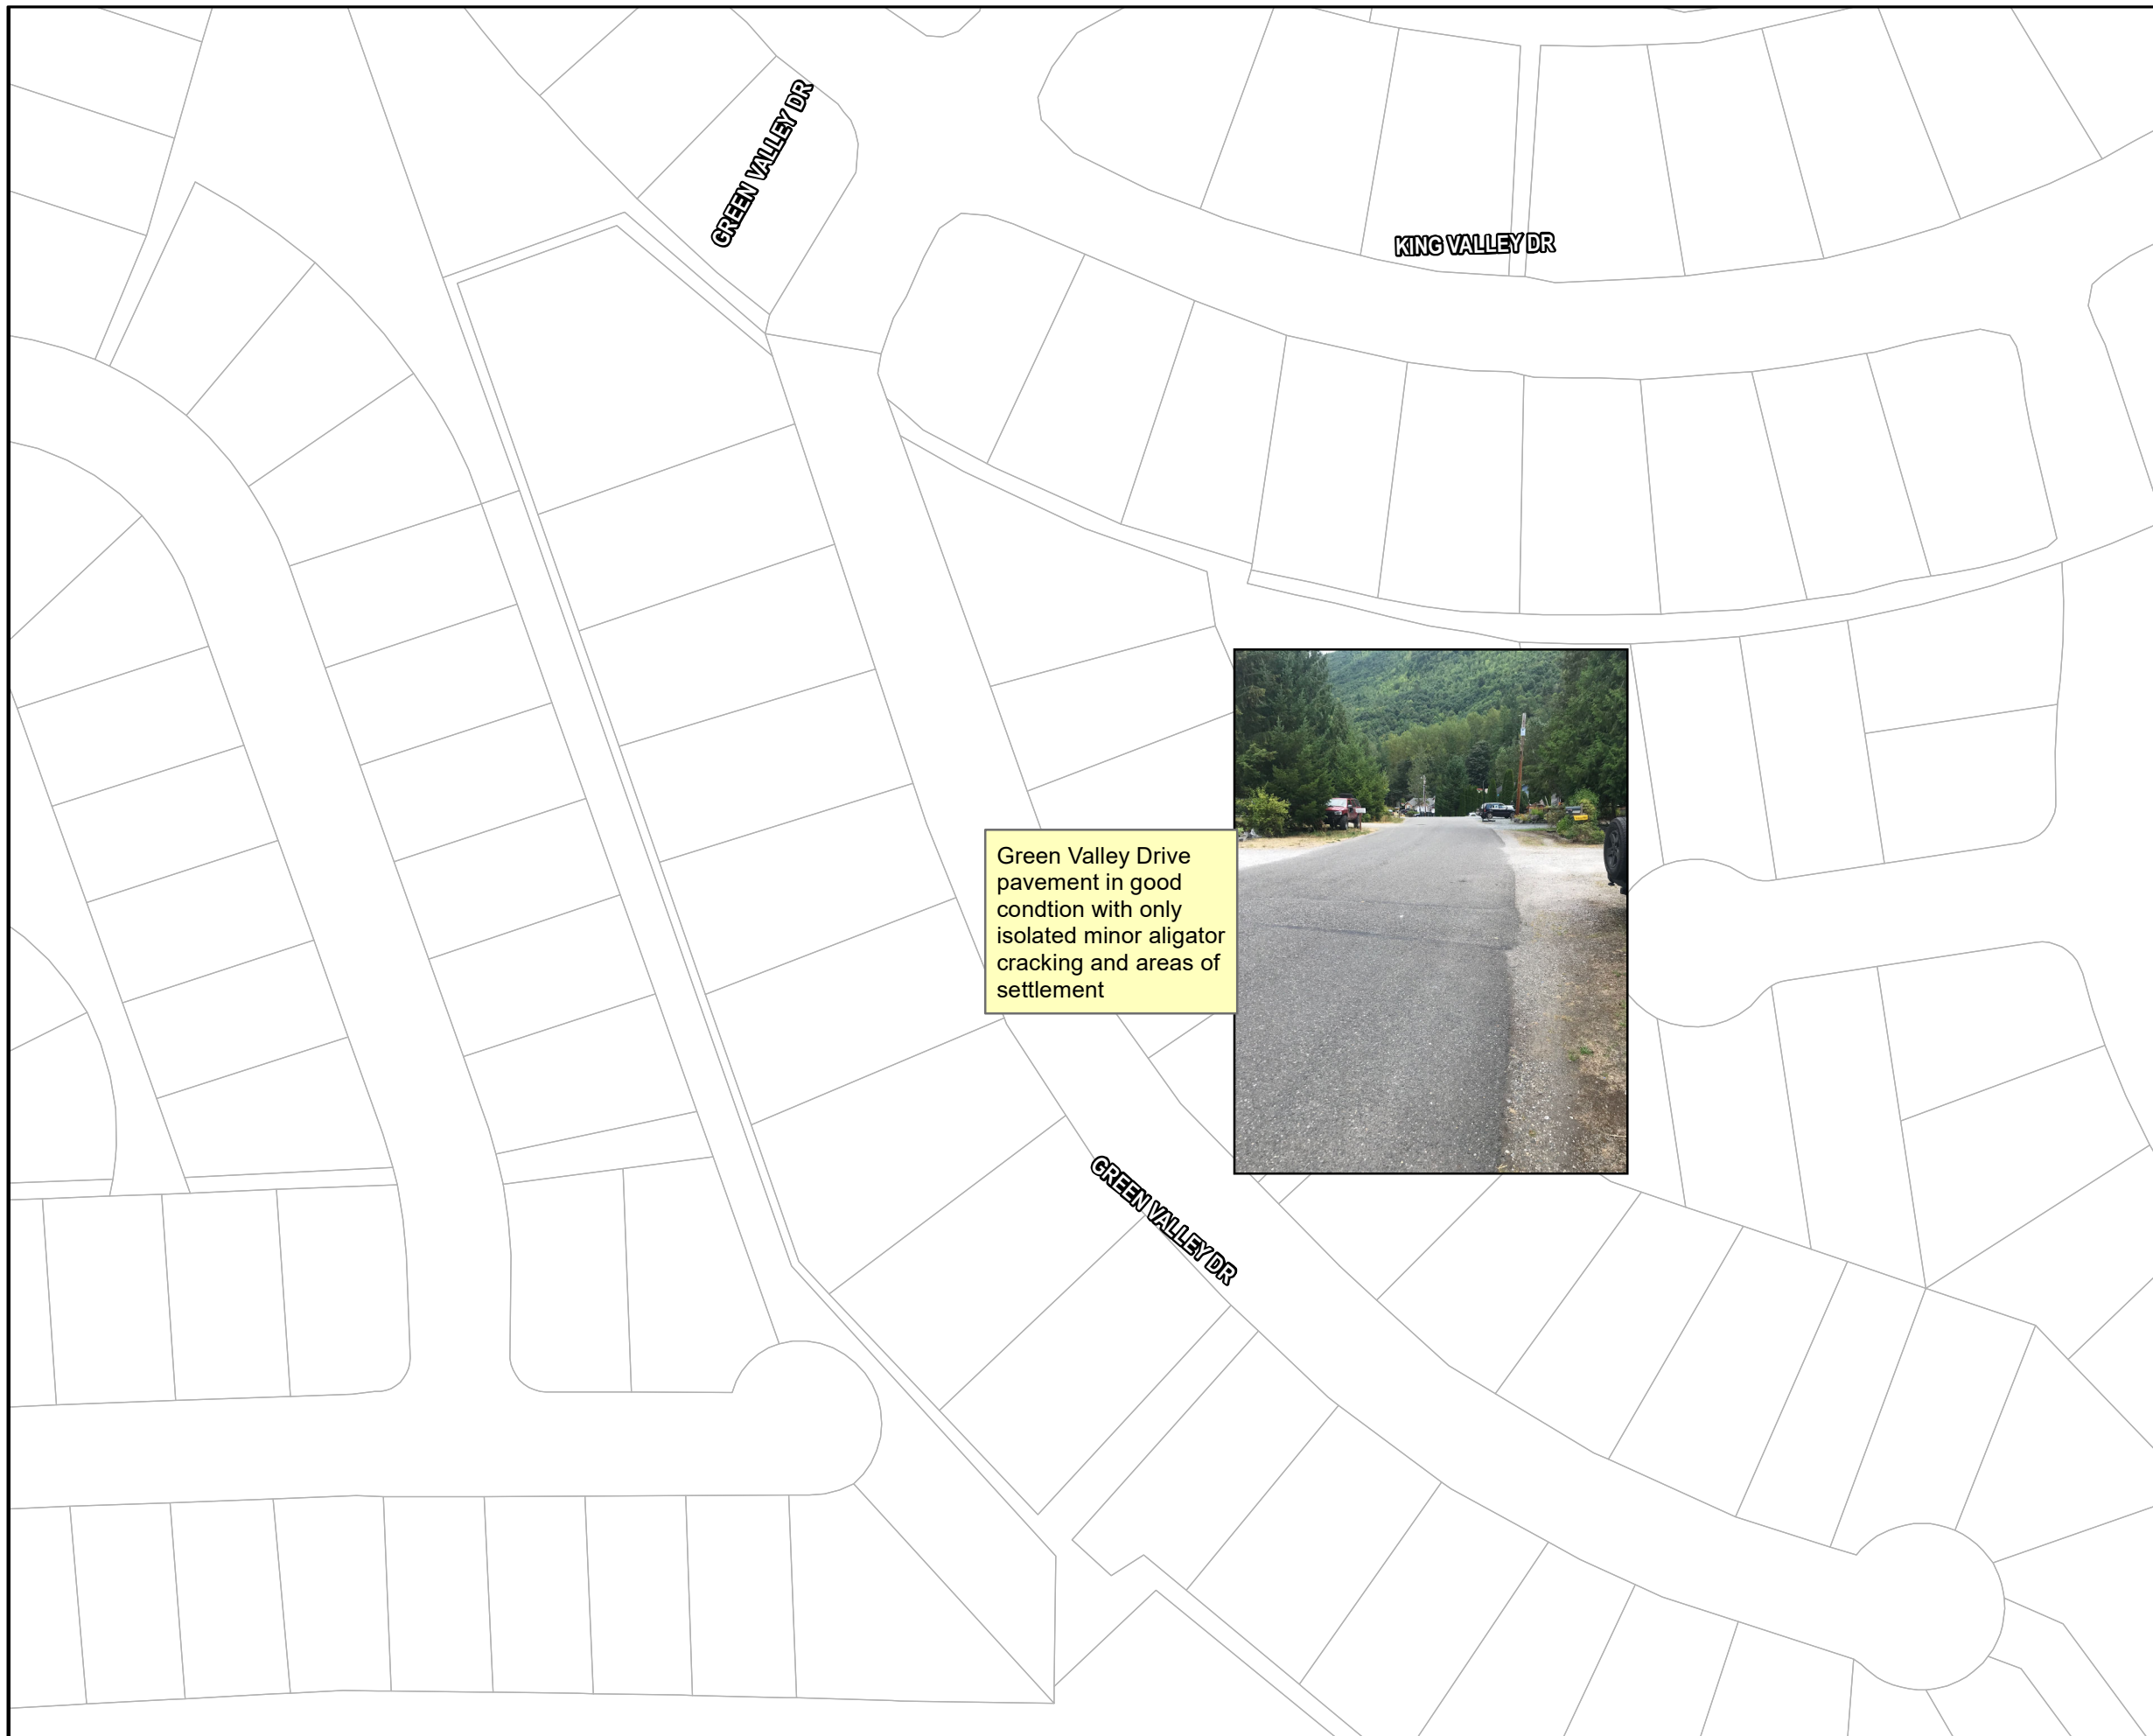 GREEN VALLEY DR
KING VALLEY DR
Green Valley Drive
pavement in good
condtion with only
isolated minor aligator
cracking and areas of
settlement
GREEN VALLEY DR